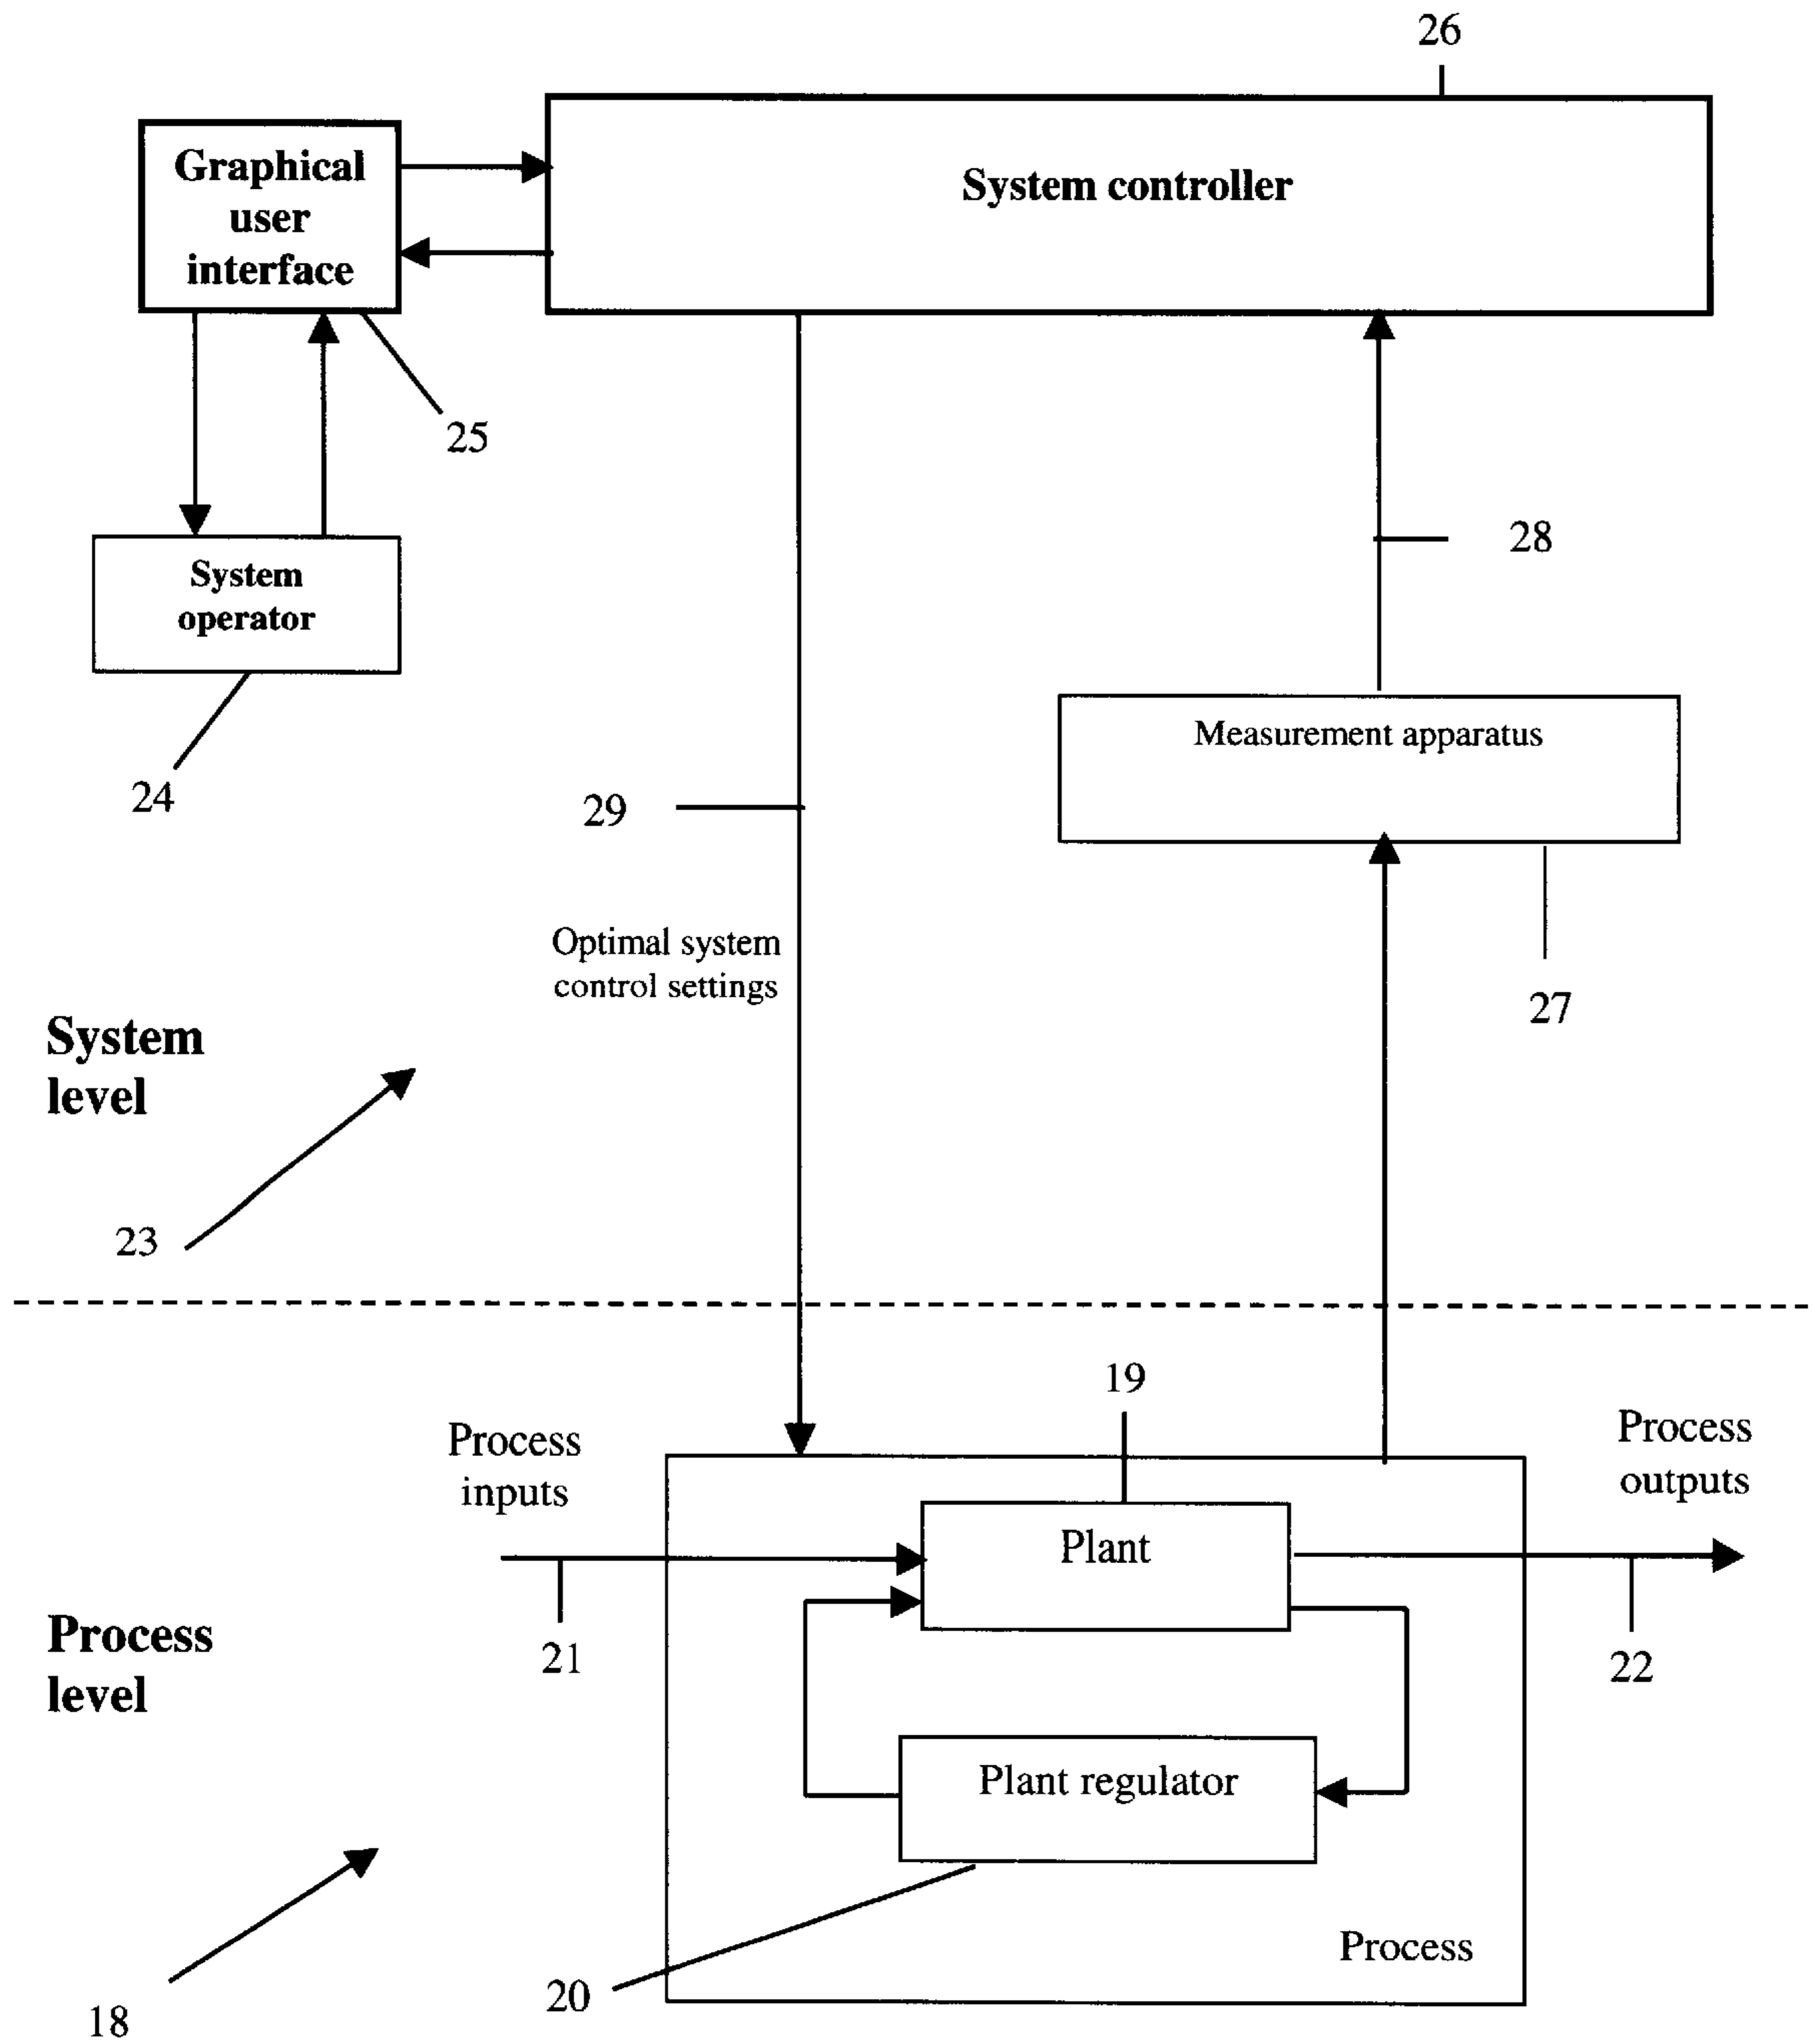 26
Graphical
user
interface
System controller
25
System
operator
28
24
Measurement apparatus
29
Optimal system
control settings
27
System
level
23
19
Process
inputs
Process
outputs
Plant
21
22
Process
level
Plant regulator
Process
20
18